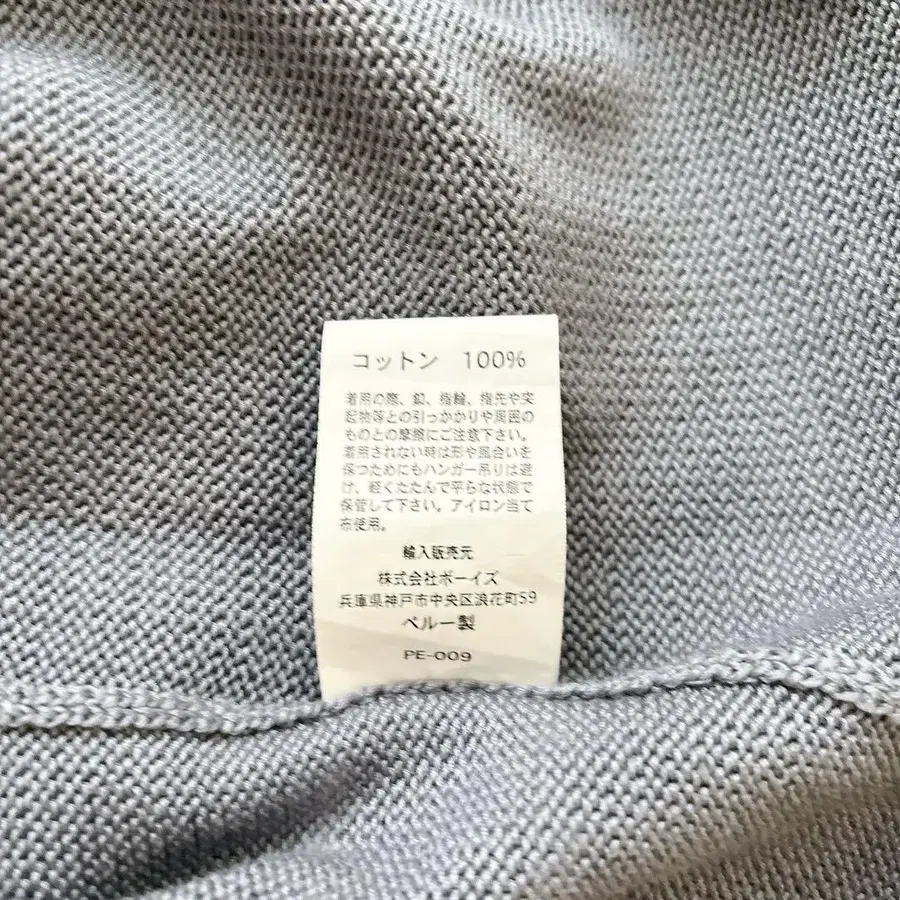 コットン 100%
着用の際、釦、指輪、指先や突
起物等との引っかかりや周囲の
ものとの摩擦にご注意下さい。
着用されない時は形や風合いを
保つためにもハンガー吊りは避
け、軽くたたんで平らな状態で
保管して下さい。アイロン当て
布使用。
輸入販売元
株式会社ボーイズ
兵庫県神戸市中央区浪花町59
ペルー製
PE-009